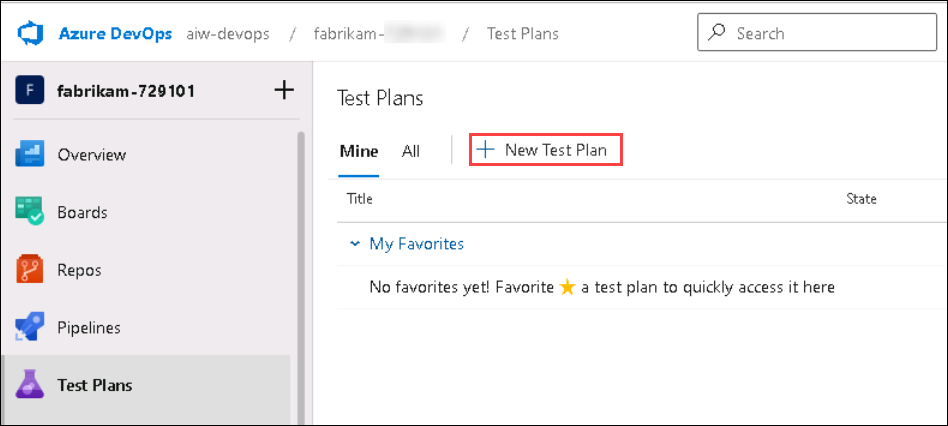 Azure DevOps aiw-devops / fabrikam- / Test Plans Search
F fabrikam-729101
Overview
Boards
Repos
Pipelines
Test Plans
Test Plans
Mine All New Test Plan
Title State
My Favorites
No favorites yet! Favorite ⭐ a test plan to quickly access it here